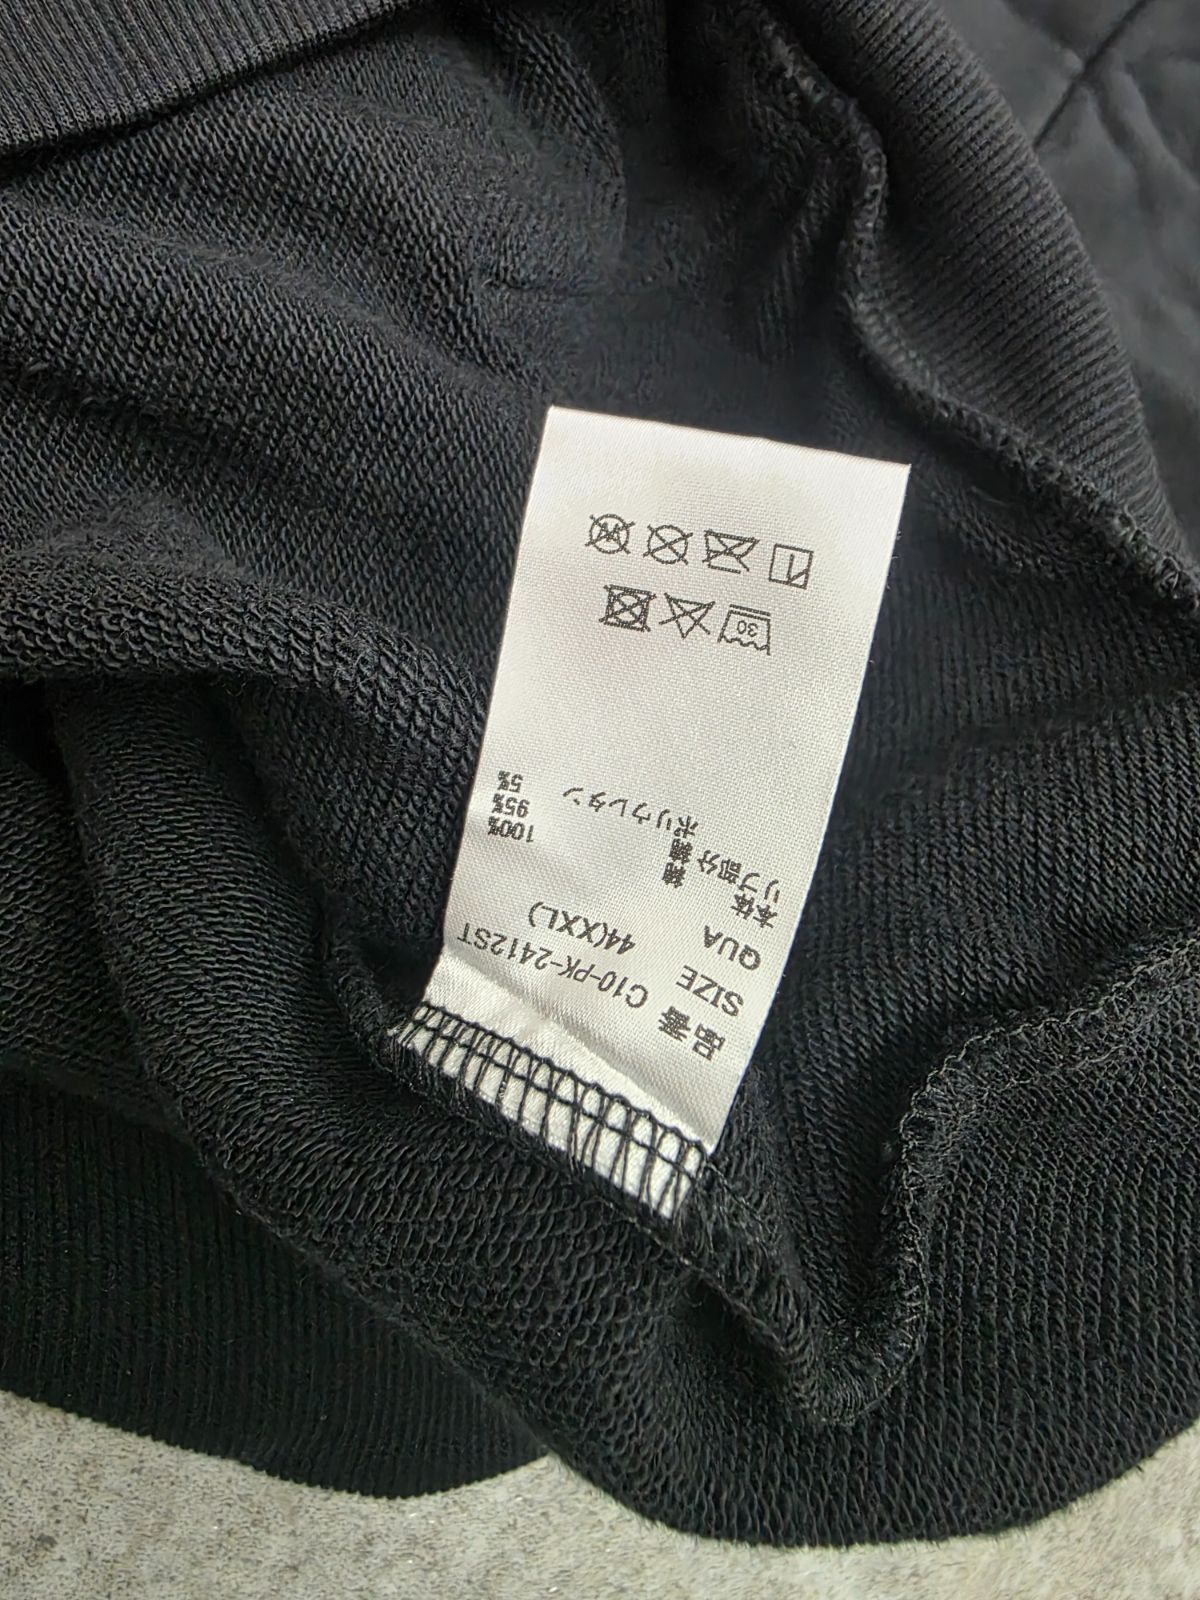 品番 C10-PK-2412ST
SIZE 44(XXL)
QUA
本体 綿 100%
リブ部分 綿 95%
ポリウレタン 5%
30